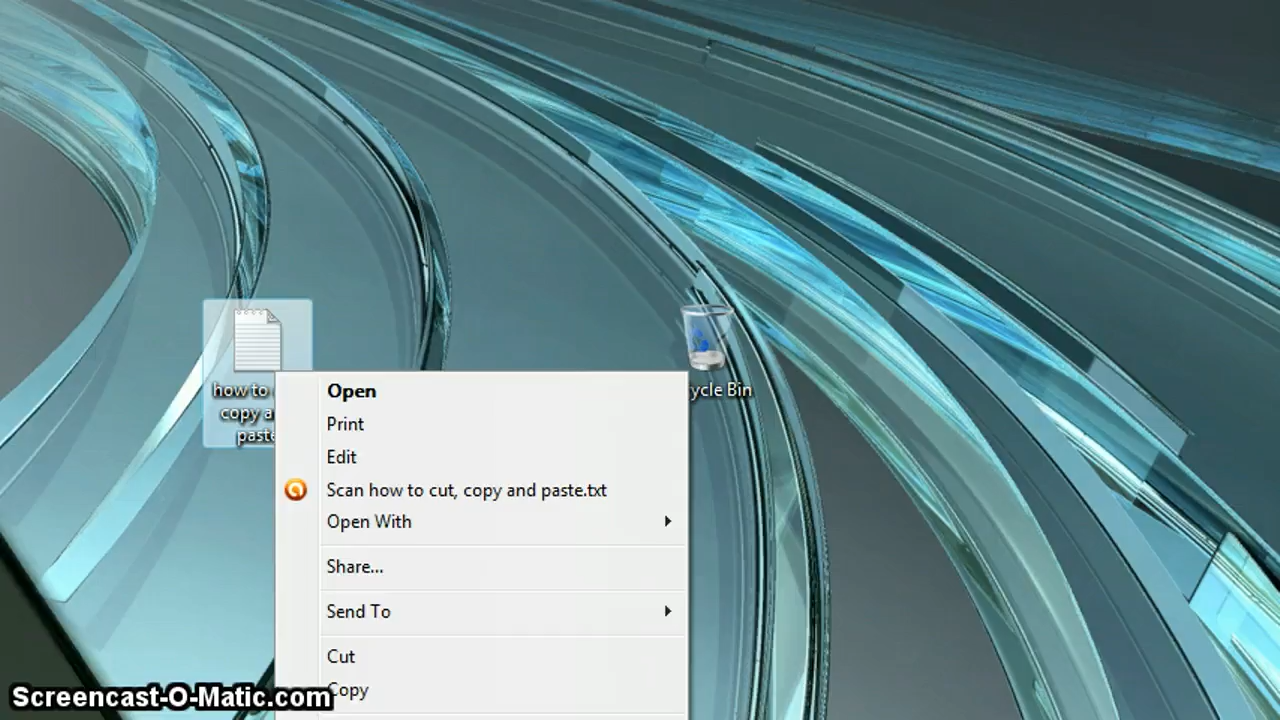 how to
copy a
paste
ycle Bin
Open
Print
Edit
Scan how to cut, copy and paste.txt
Open With
Share...
Send To
Cut
Copy
Screencast-O-Matic.com